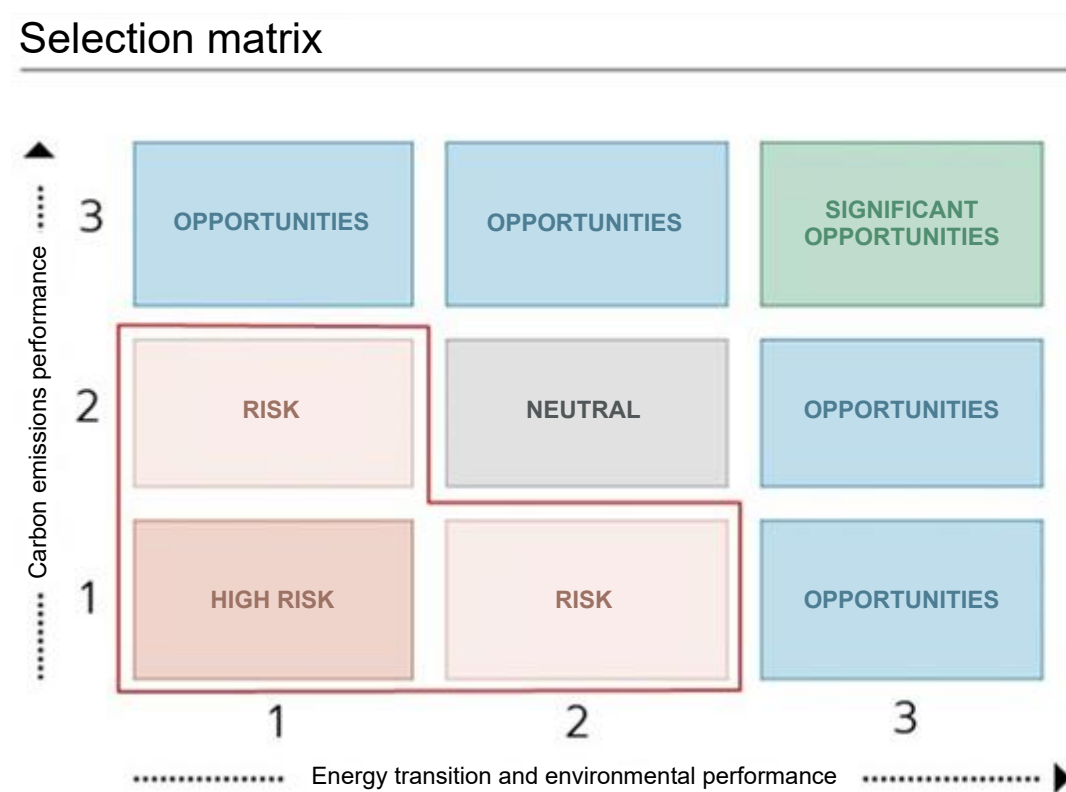 Selection matrix
Carbon emissions performance
3
OPPORTUNITIES
OPPORTUNITIES
SIGNIFICANT
OPPORTUNITIES
2
RISK
NEUTRAL
OPPORTUNITIES
1
HIGH RISK
RISK
OPPORTUNITIES
1
2
3
Energy transition and environmental performance